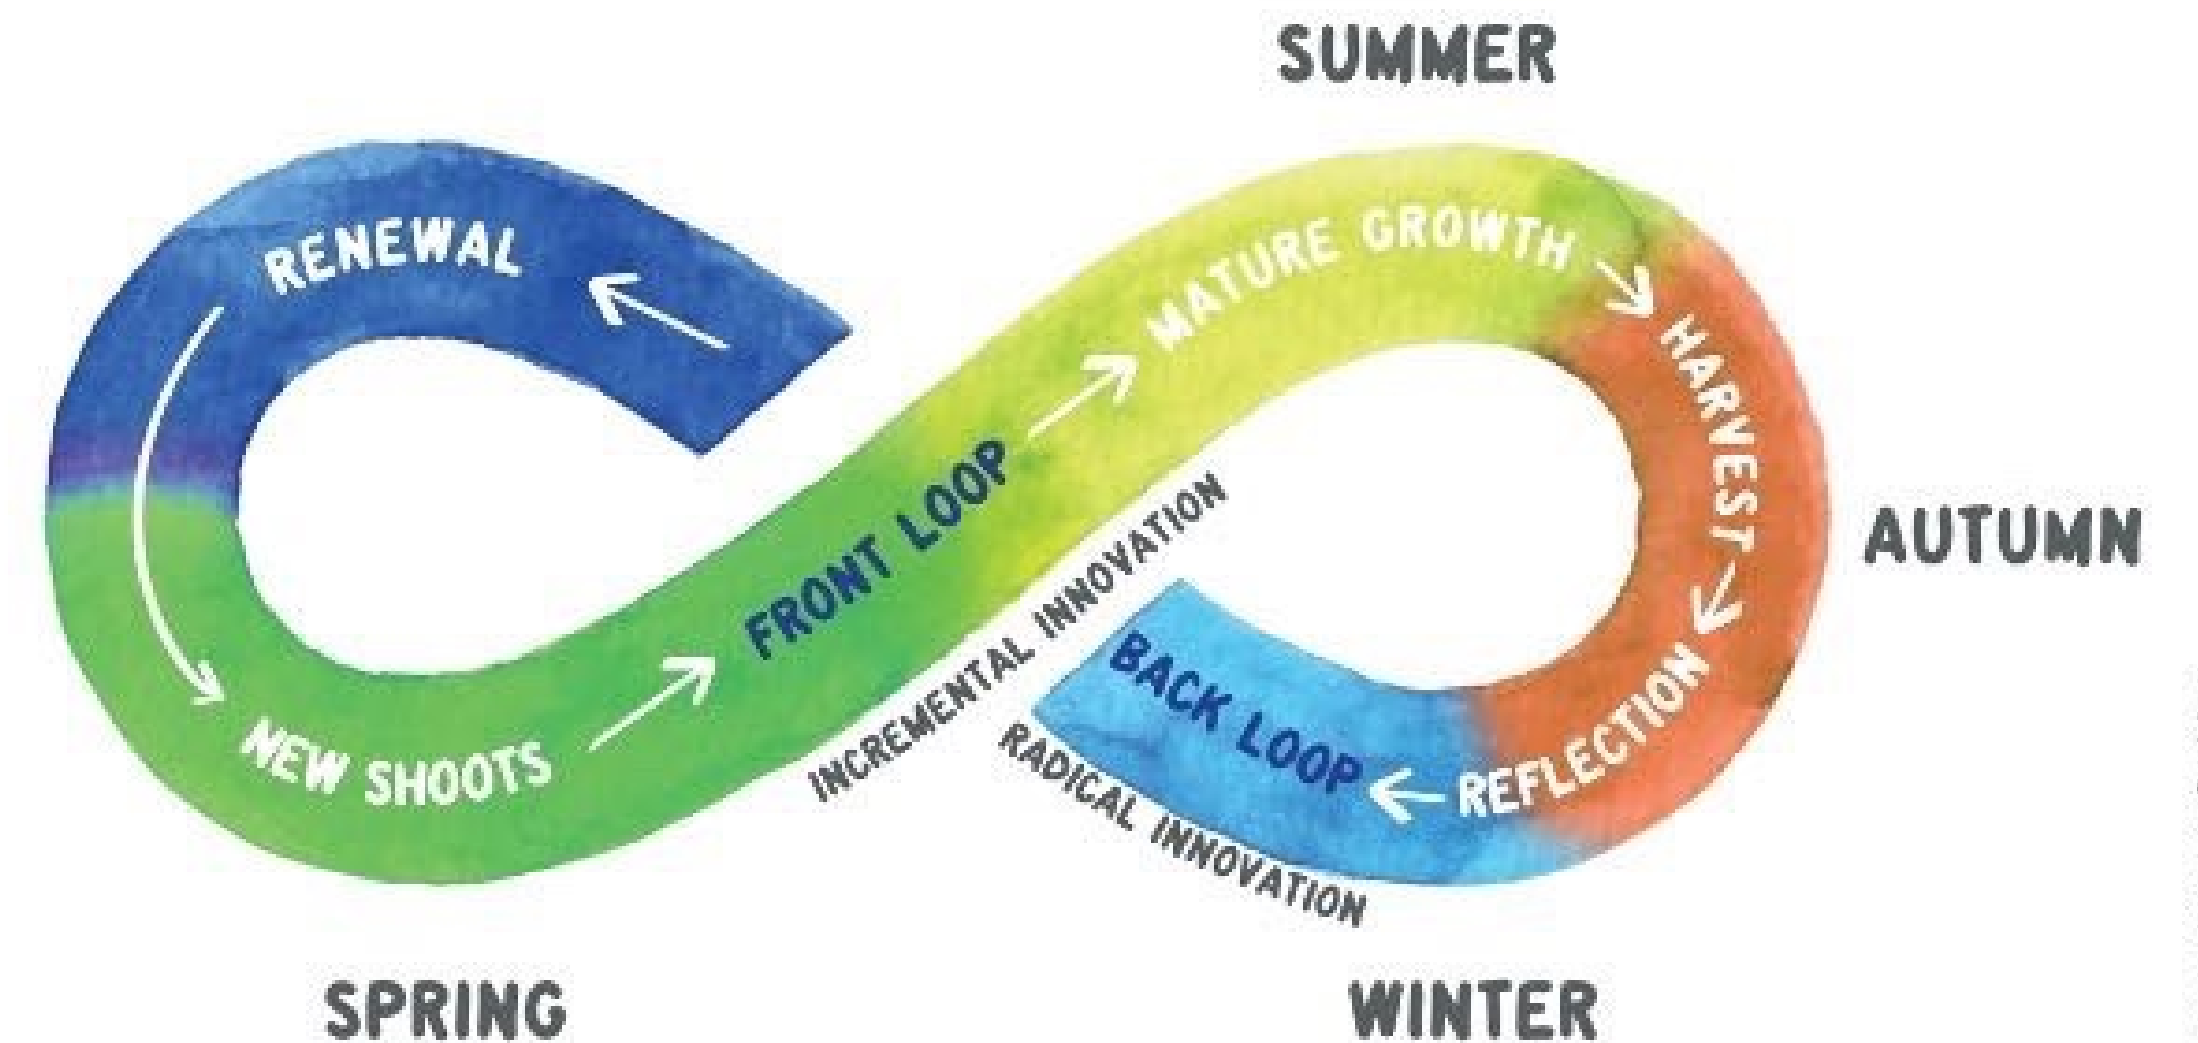 SUMMER
RENEWAL
MATURE GROWTH
HARVEST
FRONT LOOP
INCREMENTAL INNOVATION
AUTUMN
BACK LOOP
REFLECTION
NEW SHOOTS
RADICAL INNOVATION
SPRING
WINTER